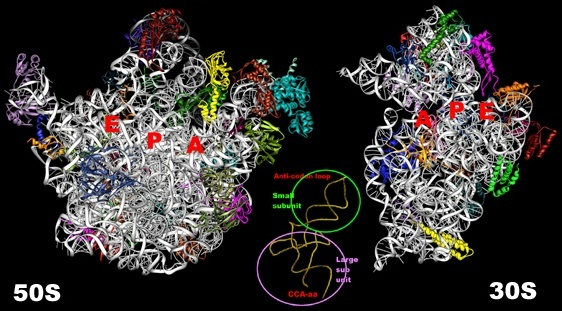 E P A
A P E
Anti-codon loop
Small
subunit
Large
sub
unit
CCA-aa
50S
30S